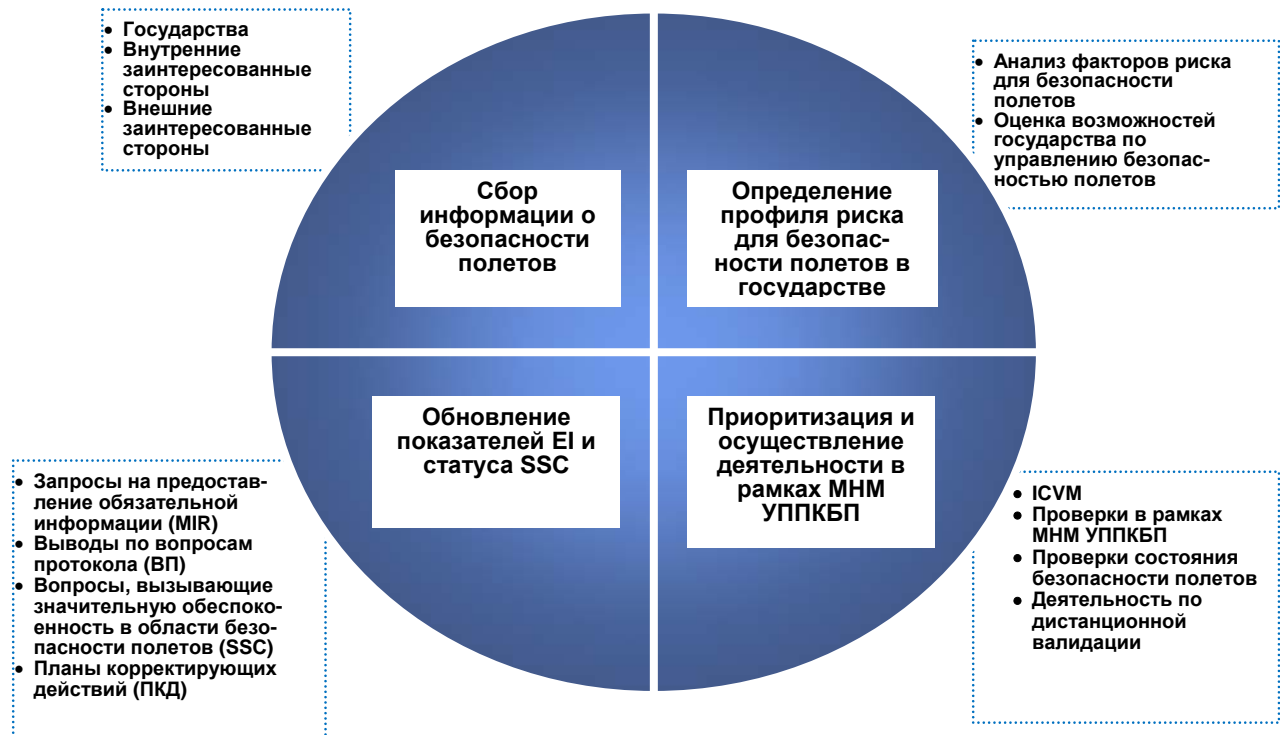 • Государства
• Внутренние
заинтересованные
стороны
• Внешние
заинтересованные
стороны
Сбор
информации о
безопасности
полетов
Определение
профиля риска
для безопас-
ности полетов в
государстве
• Анализ факторов риска
для безопасности
полетов
• Оценка возможностей
государства по
управлению безопас-
ностью полетов
• Запросы на предостав-
ление обязательной
информации (MIR)
• Выводы по вопросам
протокола (ВП)
• Вопросы, вызывающие
значительную обеспоко-
енность в области безо-
пасности полетов (SSC)
• Планы корректирующих
действий (ПКД)
Обновление
показателей EI и
статуса SSC
Приоритизация и
осуществление
деятельности в
рамках МНМ
УППКБП
• ICVM
• Проверки в рамках
МНМ УППКБП
• Проверки состояния
безопасности полетов
• Деятельность по
дистанционной
валидации